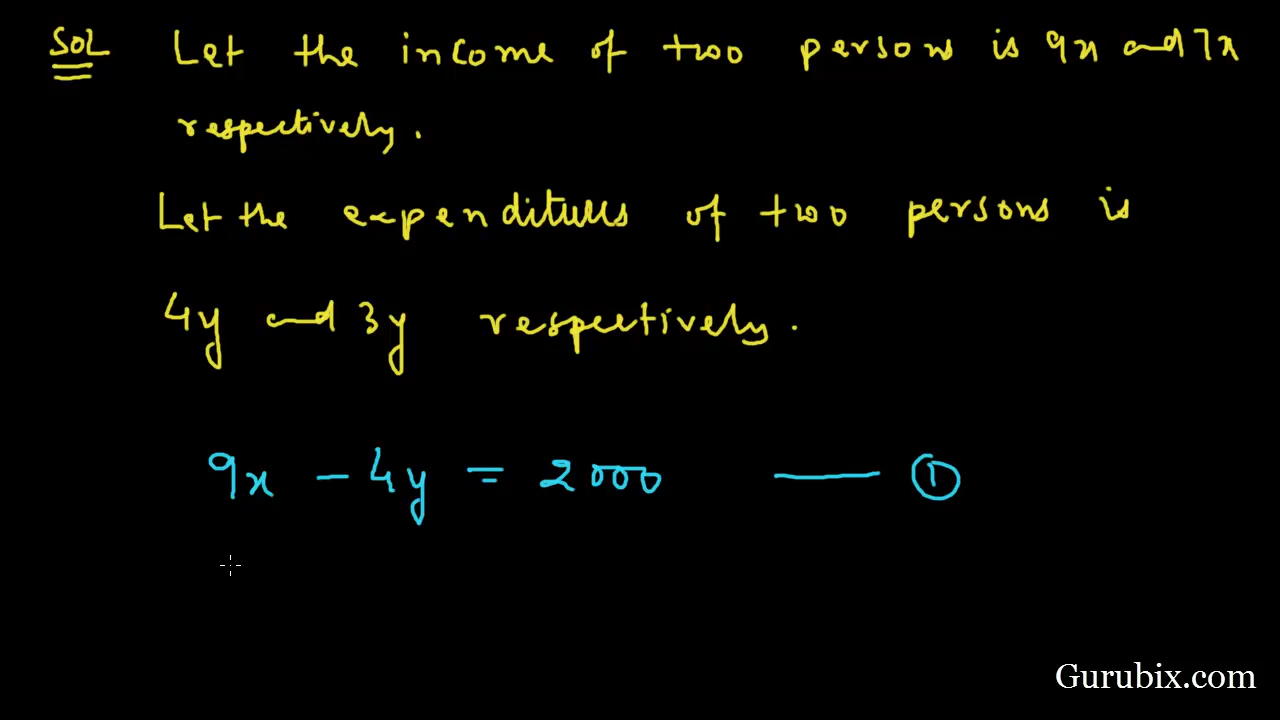 Sol Let the income of two persons is 9x and 7x
respectively.
Let the expenditures of two persons is
4y and 3y respectively.
9x - 4y = 2000 —— ①
Gurubix.com